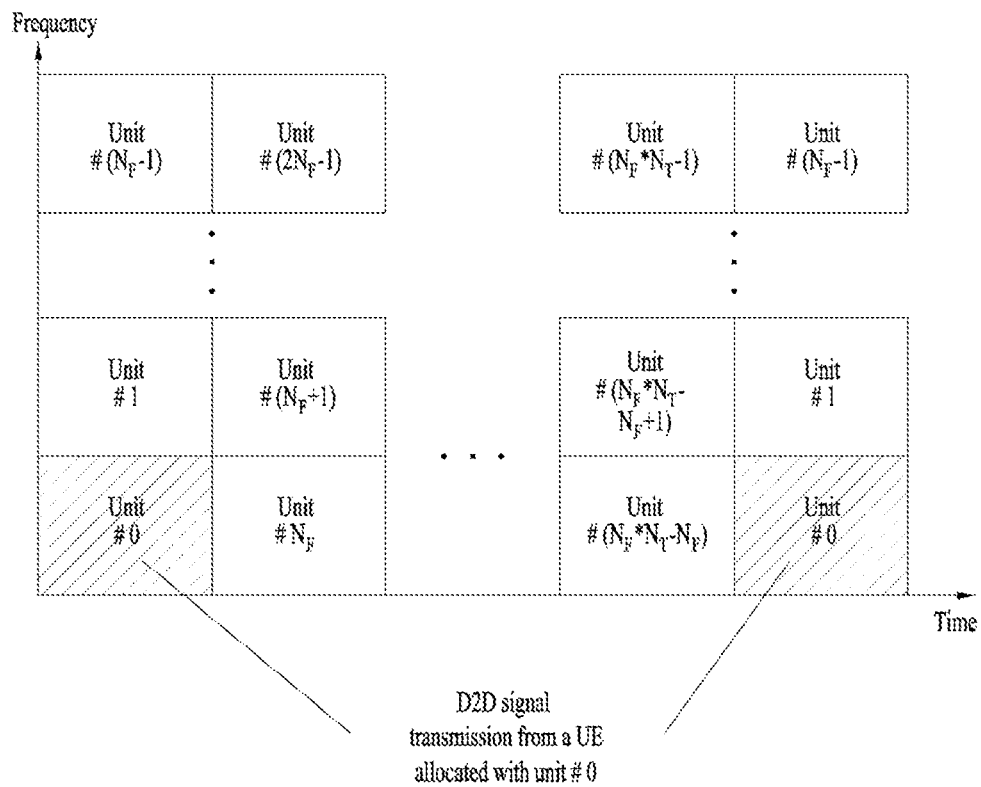 Frequency
Unit
# (N_F-1)
Unit
# (2N_F-1)
Unit
# (N_F*N_T-1)
Unit
# (N_F-1)
Unit
# 1
Unit
# (N_F+1)
Unit
# (N_F*N_T-
N_F+1)
Unit
# 1
Unit
# 0
Unit
# N_F
Unit
# (N_F*N_T-N_F)
Unit
# 0
Time
D2D signal
transmission from a UE
allocated with unit # 0